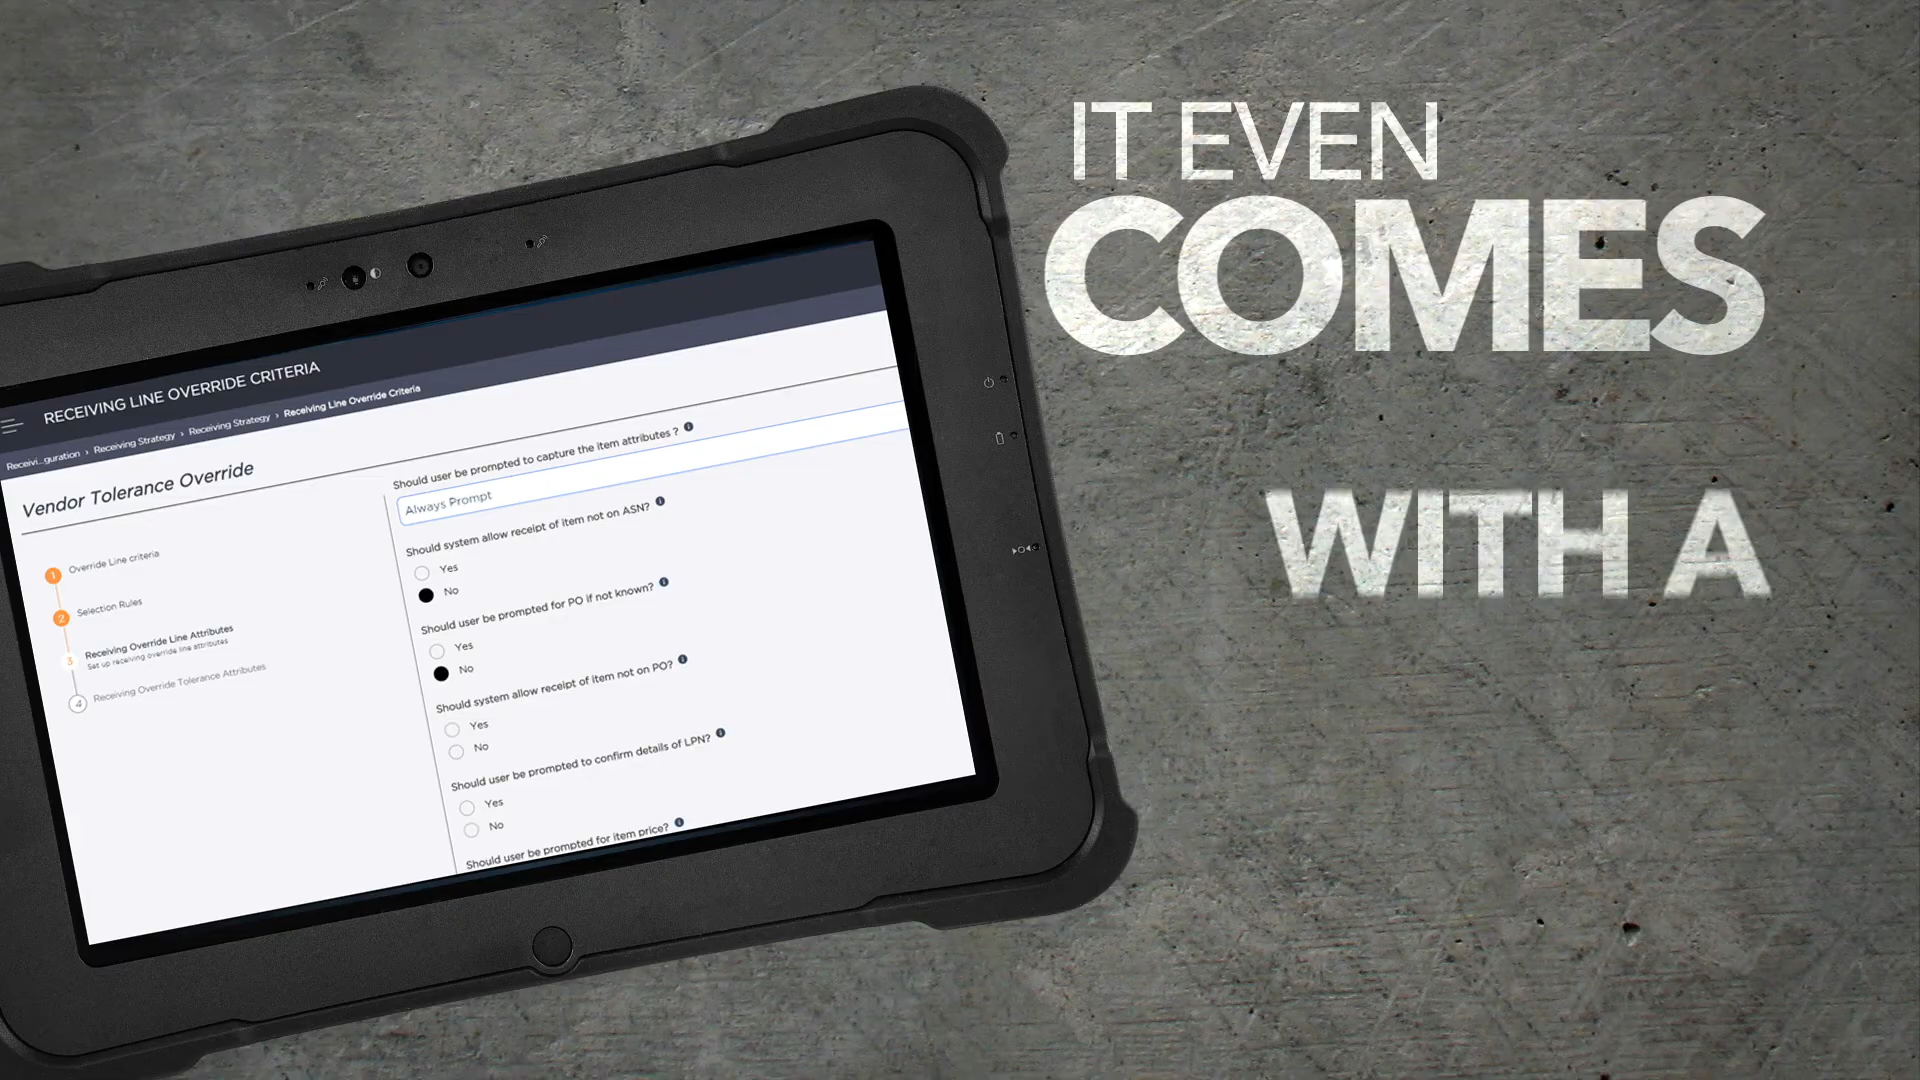 IT EVEN
COMES
WITH A
RECEIVING LINE OVERRIDE CRITERIA
Receivi...guration › Receiving Strategy › Receiving Strategy › Receiving Line Override Criteria
Vendor Tolerance Override
1 Override Line criteria
2 Selection Rules
3 Receiving Override Line Attributes
Set up receiving override line attributes
4 Receiving Override Tolerance Attributes
Should user be prompted to capture the item attributes ?
Always Prompt
Should system allow receipt of item not on ASN?
Yes
No
Should user be prompted for PO if not known?
Yes
No
Should system allow receipt of item not on PO?
Yes
No
Should user be prompted to confirm details of LPN?
Yes
No
Should user be prompted for item price?